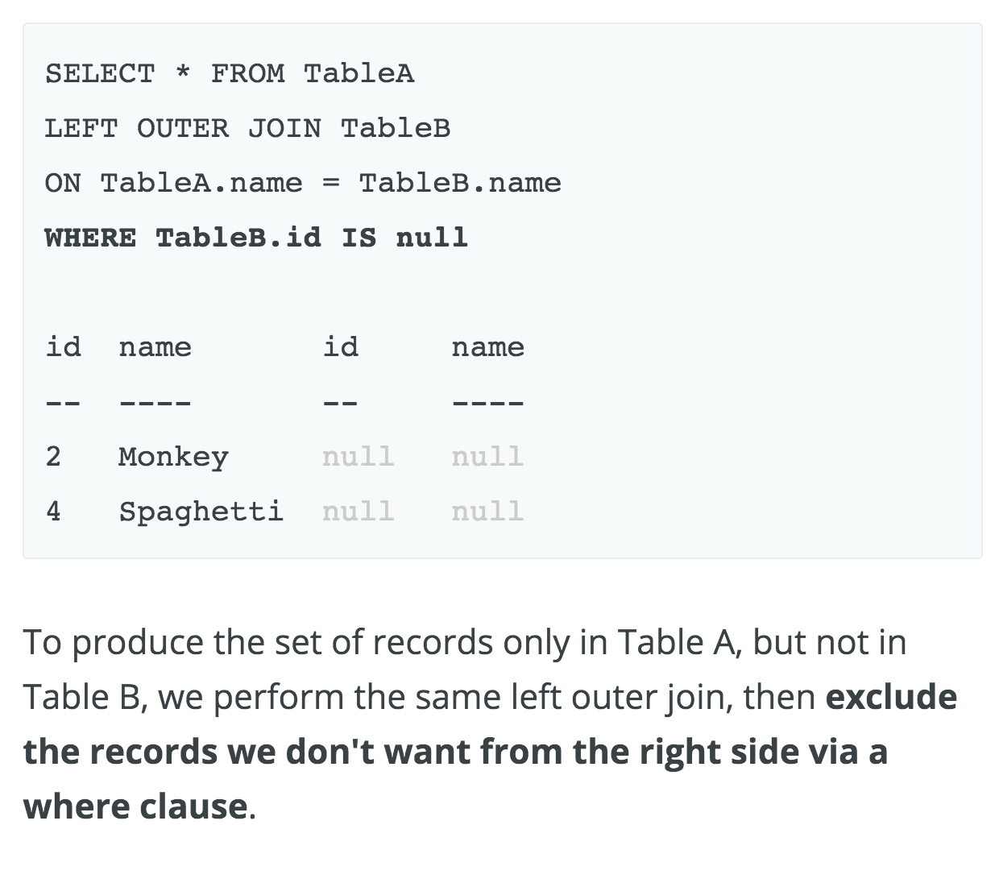 SELECT * FROM TableA
LEFT OUTER JOIN TableB
ON TableA.name = TableB.name
WHERE TableB.id IS null
id  name       id     name
--  ----       --     ----
2   Monkey     null   null
4   Spaghetti  null   null
To produce the set of records only in Table A, but not in
Table B, we perform the same left outer join, then exclude
the records we don't want from the right side via a
where clause.